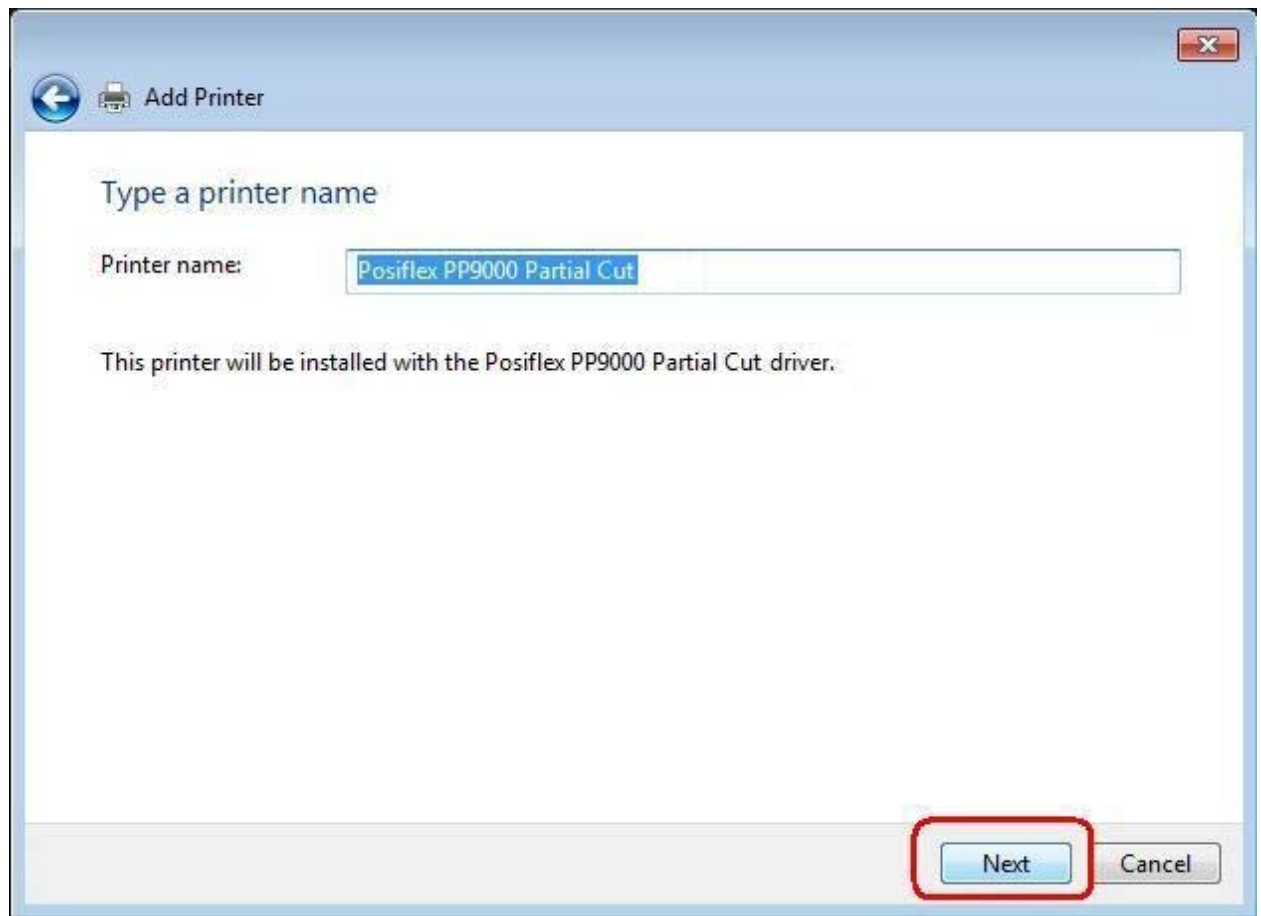 Add Printer
Type a printer name
Printer name: Posiflex PP9000 Partial Cut
This printer will be installed with the Posiflex PP9000 Partial Cut driver.
Next Cancel